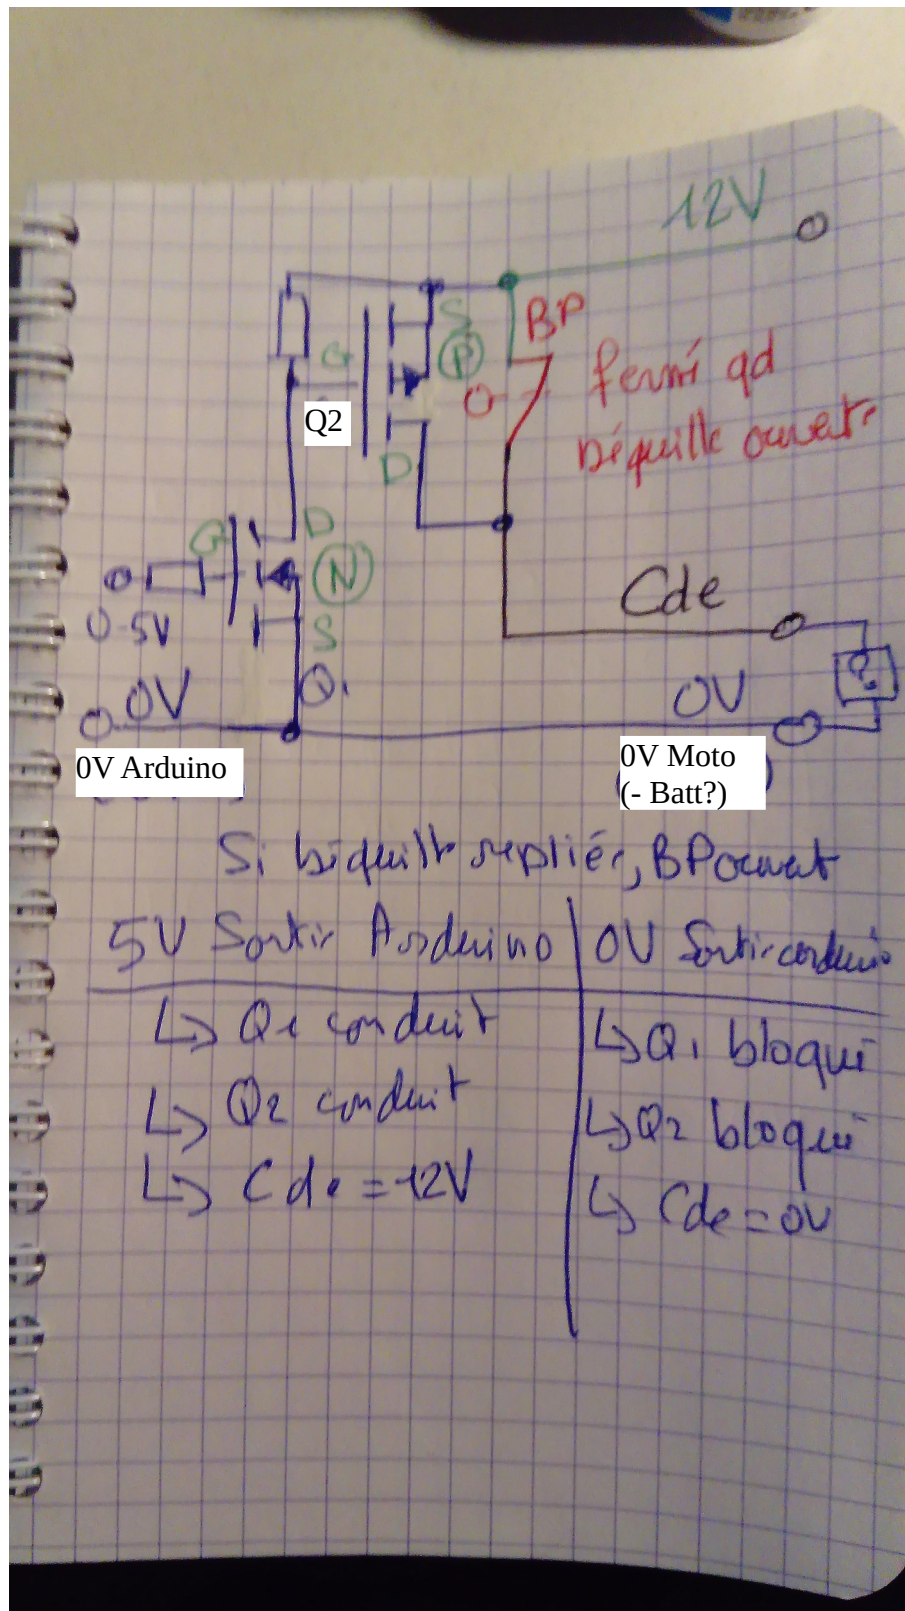 12V
S
BP
P
G
fermé qd
béquille ouverte
Q2
D
G
D
N
Cde
0-5V
S
Q1
0V
0V
?
0V Arduino
0V Moto
(- Batt?)
Si béquille repliée, BP ouvert
5V Sortie Arduino | 0V Sortie arduino
↳ Q1 conduit
↳ Q1 bloqué
↳ Q2 conduit
↳ Q2 bloqué
↳ Cde = 12V
↳ Cde = 0V